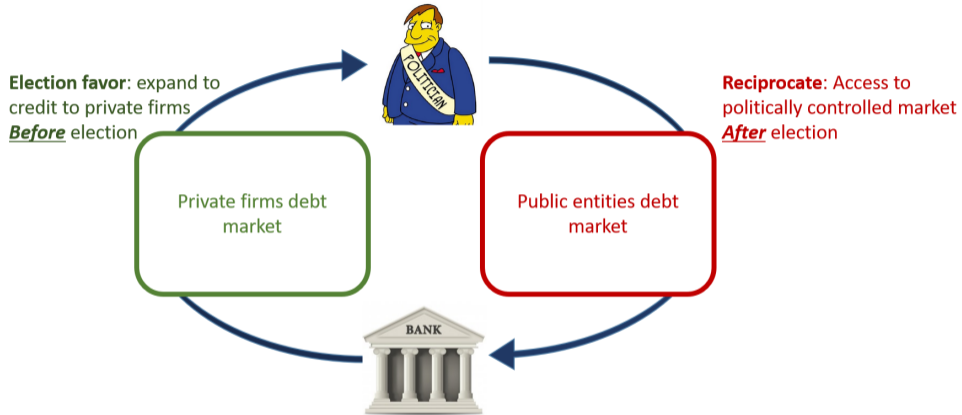 POLITICIAN
Election favor: expand to
credit to private firms
Before election
Reciprocate: Access to
politically controlled market
After election
Private firms debt
market
Public entities debt
market
BANK